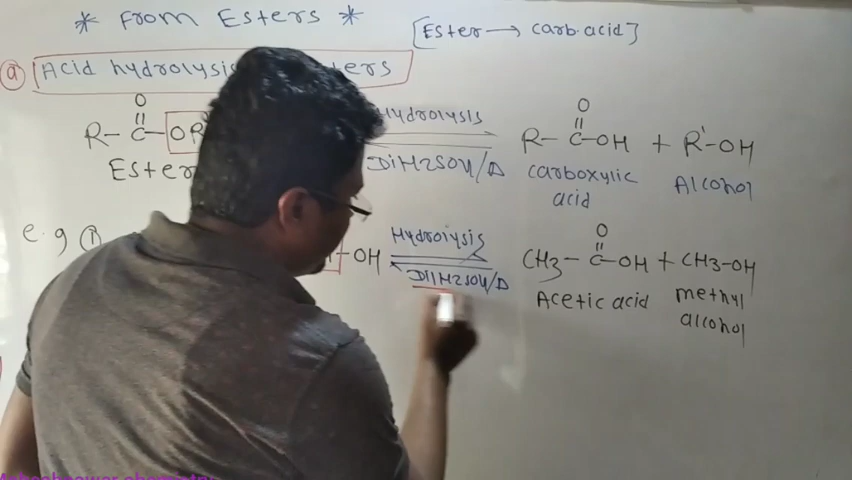 * From Esters *
[Ester → carb.acid]
(a) Acid hydrolysis
O
||
R-C-OR
Ester
Hydrolysis
Dil H2SO4/Δ
O
||
R-C-OH + R'-OH
carboxylic acid
Alcohol
e.g (1)
-OH
Hydrolysis
Dil H2SO4/Δ
O
||
CH3-C-OH + CH3-OH
Acetic acid
methyl alcohol